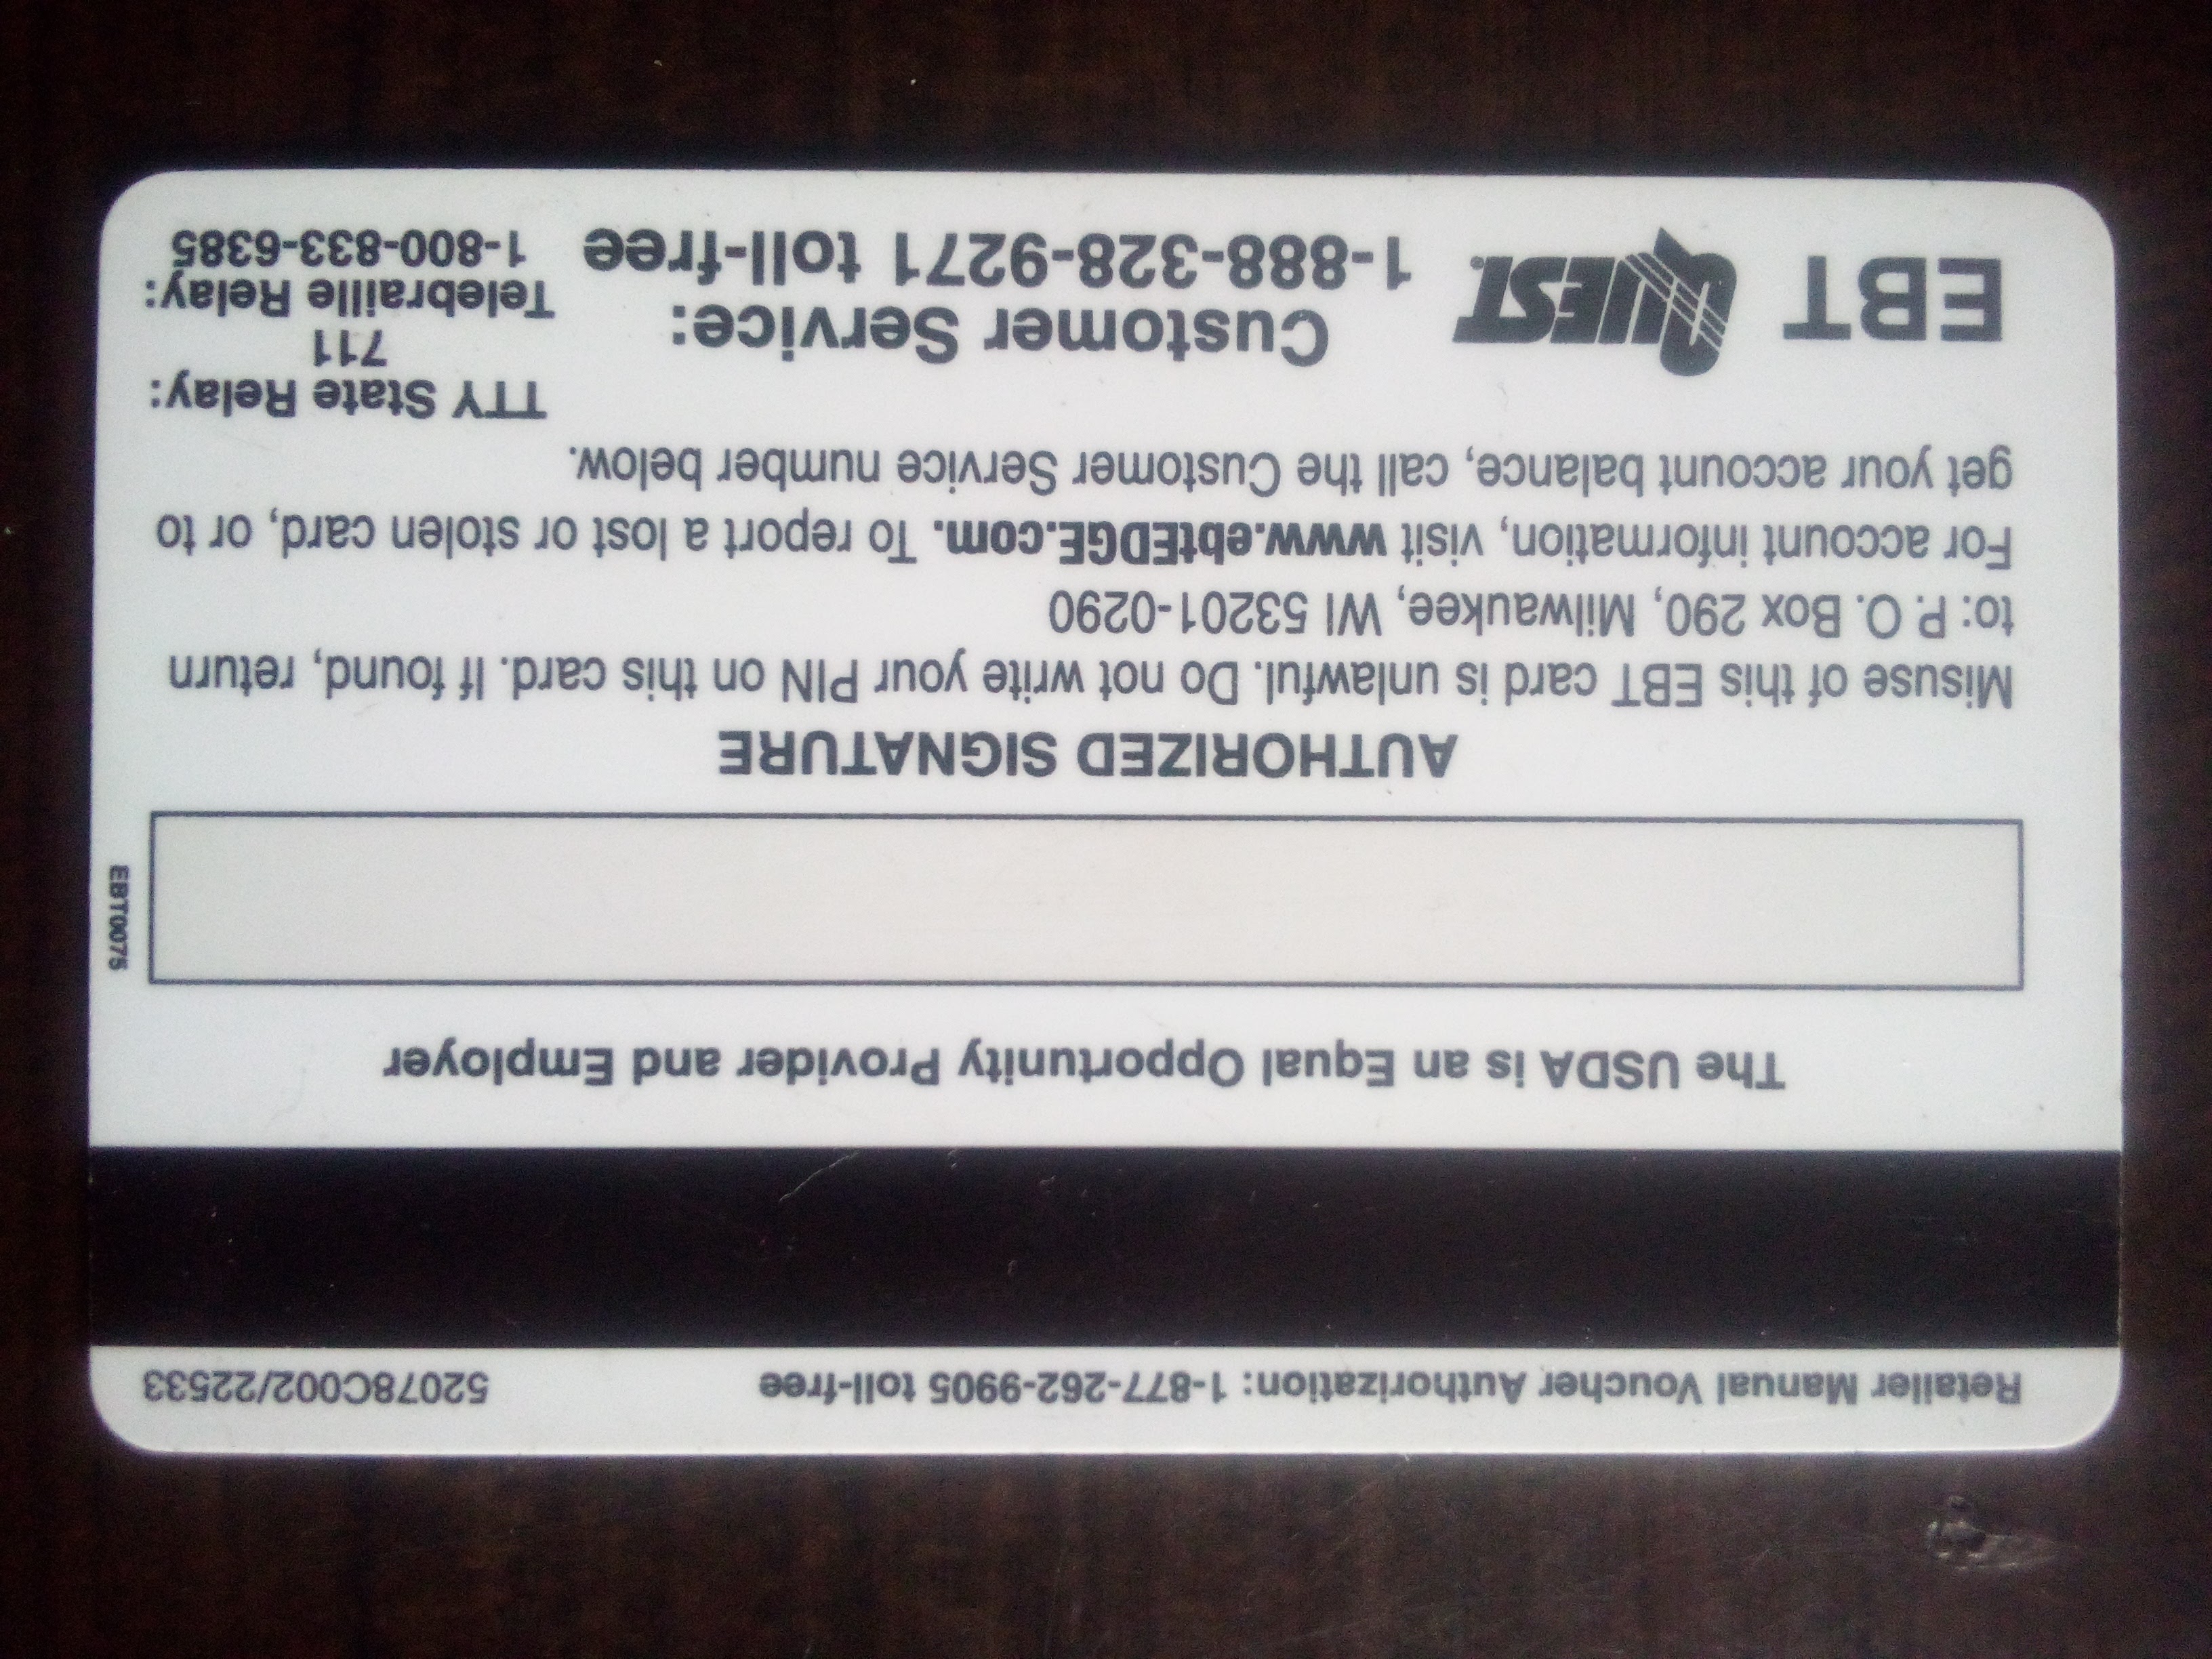 Retailer Manual Voucher Authorization: 1-877-262-9905 toll-free 52078C002/22533
The USDA is an Equal Opportunity Provider and Employer
EBT0075
AUTHORIZED SIGNATURE
Misuse of this EBT card is unlawful. Do not write your PIN on this card. If found, return
to: P. O. Box 290, Milwaukee, WI 53201-0290
For account information, visit www.ebtEDGE.com. To report a lost or stolen card, or to
get your account balance, call the Customer Service number below.
EBT QUEST.
Customer Service:
1-888-328-9271 toll-free
TTY State Relay:
711
Telebraille Relay:
1-800-833-6385